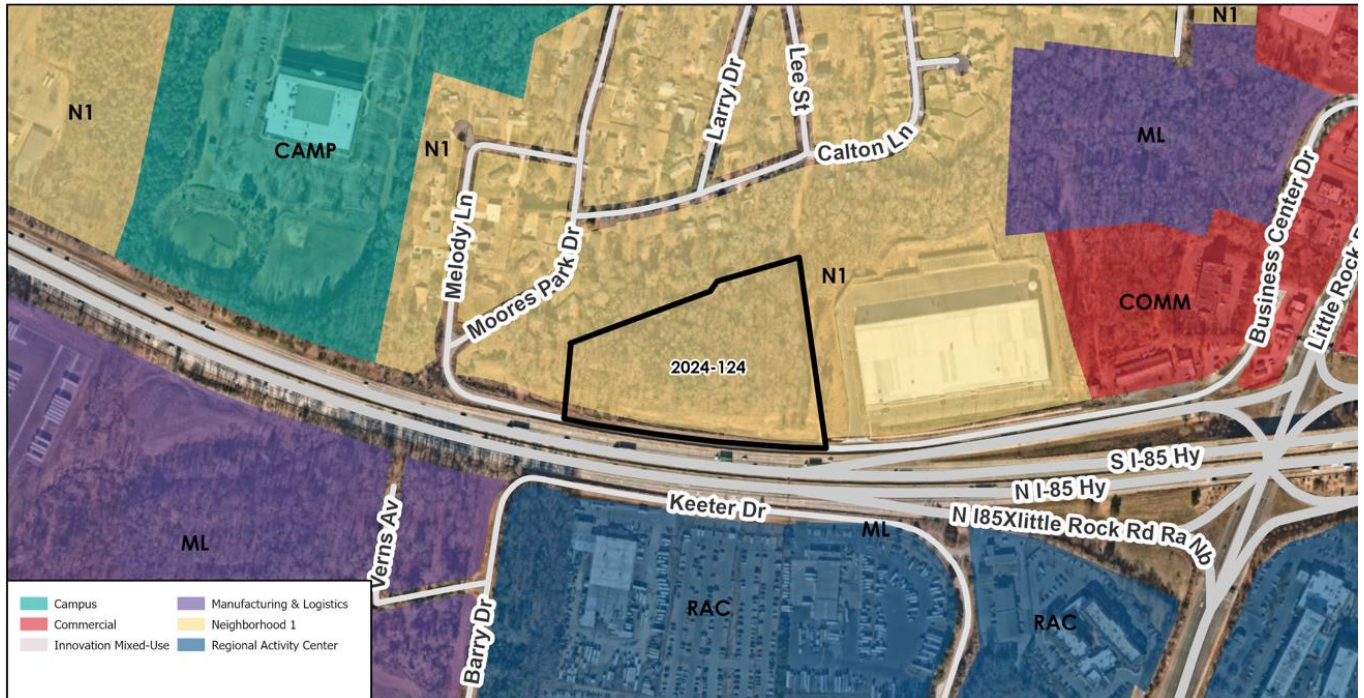 N1
N1
CAMP
N1
Larry Dr
Lee St
Calton Ln
ML
Melody Ln
Moores Park Dr
N1
COMM
Business Center Dr
Little Rock
2024-124
S I-85 Hy
N I-85 Hy
N I85Xlittle Rock Rd Ra Nb
Keeter Dr
ML
Verns Av
ML
Barry Dr
RAC
RAC
Campus
Commercial
Innovation Mixed-Use
Manufacturing & Logistics
Neighborhood 1
Regional Activity Center